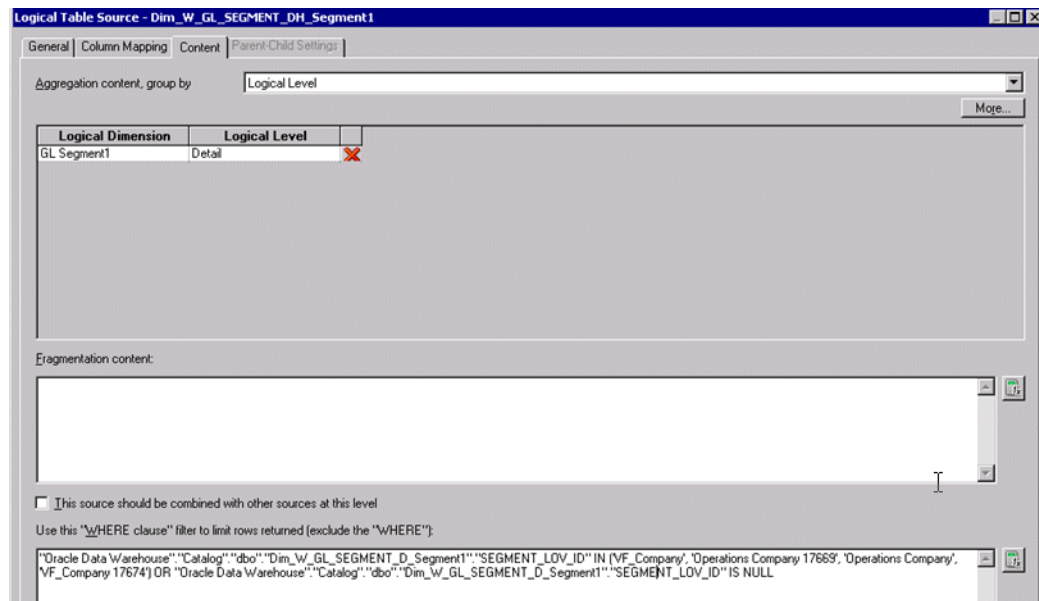 Logical Table Source - Dim_W_GL_SEGMENT_DH_Segment1
General Column Mapping Content Parent-Child Settings
Aggregation content, group by Logical Level
More...
Logical Dimension Logical Level
GL Segment1 Detail
Fragmentation content:
This source should be combined with other sources at this level
Use this "WHERE clause" filter to limit rows returned (exclude the "WHERE"):
"Oracle Data Warehouse"."Catalog"."dbo"."Dim_W_GL_SEGMENT_D_Segment1"."SEGMENT_LOV_ID" IN ('VF_Company', 'Operations Company 17669', 'Operations Company',
'VF_Company 17674') OR "Oracle Data Warehouse"."Catalog"."dbo"."Dim_W_GL_SEGMENT_D_Segment1"."SEGMENT_LOV_ID" IS NULL